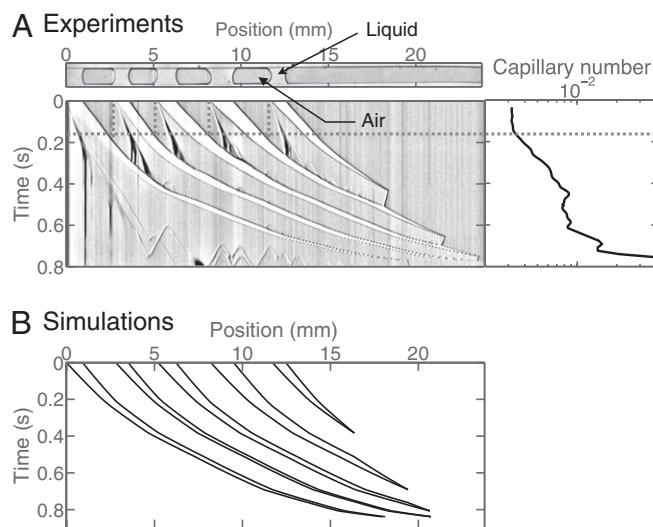 A Experiments
Position (mm)
0 5 10 15 20
Liquid
Air
Capillary number
10⁻²
Time (s)
0
0.2
0.4
0.6
0.8
B Simulations
Position (mm)
0 5 10 15 20
Time (s)
0
0.2
0.4
0.6
0.8